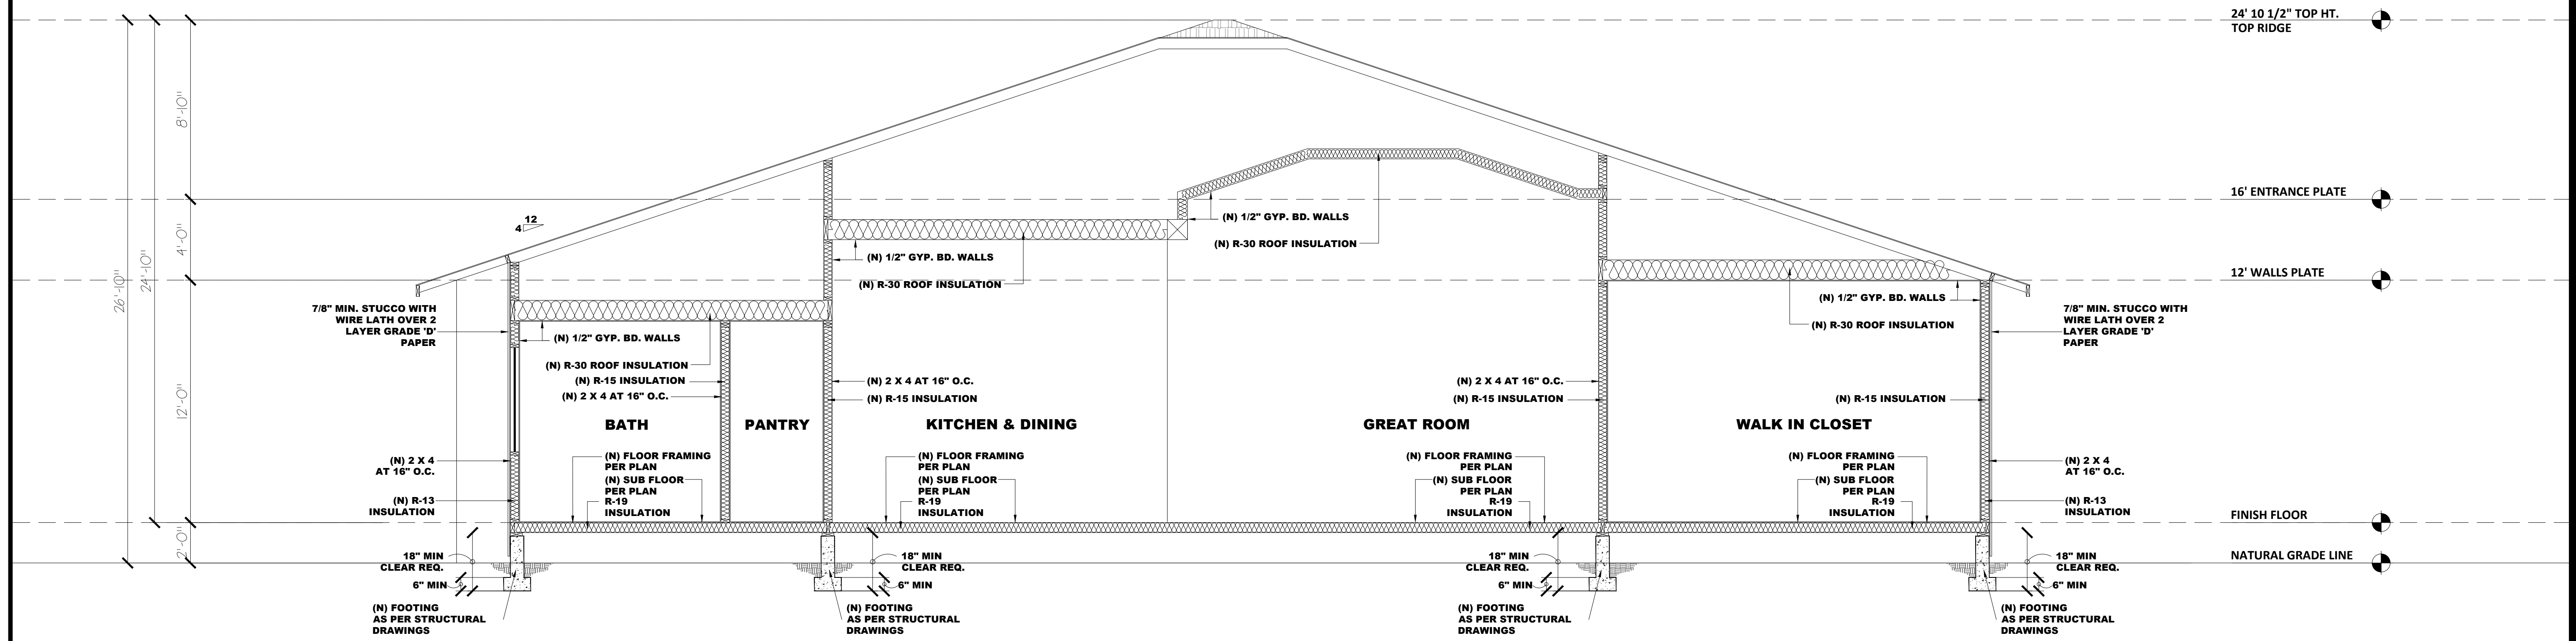 24' 10 1/2" TOP HT.
TOP RIDGE
8'-10"
16' ENTRANCE PLATE
12
4
4'-0"
24'-10"
26'-10"
(N) 1/2" GYP. BD. WALLS
(N) R-30 ROOF INSULATION
(N) 1/2" GYP. BD. WALLS
(N) R-30 ROOF INSULATION
12' WALLS PLATE
7/8" MIN. STUCCO WITH
WIRE LATH OVER 2
LAYER GRADE 'D'
PAPER
(N) 1/2" GYP. BD. WALLS
(N) R-30 ROOF INSULATION
(N) R-15 INSULATION
(N) 2 X 4 AT 16" O.C.
(N) 2 X 4 AT 16" O.C.
(N) R-15 INSULATION
(N) 2 X 4 AT 16" O.C.
(N) R-15 INSULATION
(N) 1/2" GYP. BD. WALLS
(N) R-30 ROOF INSULATION
(N) R-15 INSULATION
7/8" MIN. STUCCO WITH
WIRE LATH OVER 2
LAYER GRADE 'D'
PAPER
12'-0"
BATH
PANTRY
KITCHEN & DINING
GREAT ROOM
WALK IN CLOSET
(N) 2 X 4
AT 16" O.C.
(N) R-13
INSULATION
(N) FLOOR FRAMING
PER PLAN
(N) SUB FLOOR
PER PLAN
R-19
INSULATION
(N) FLOOR FRAMING
PER PLAN
(N) SUB FLOOR
PER PLAN
R-19
INSULATION
(N) FLOOR FRAMING
PER PLAN
(N) SUB FLOOR
PER PLAN
R-19
INSULATION
(N) FLOOR FRAMING
PER PLAN
(N) SUB FLOOR
PER PLAN
R-19
INSULATION
(N) 2 X 4
AT 16" O.C.
(N) R-13
INSULATION
FINISH FLOOR
2'-0"
NATURAL GRADE LINE
18" MIN
CLEAR REQ.
6" MIN
(N) FOOTING
AS PER STRUCTURAL
DRAWINGS
18" MIN
CLEAR REQ.
6" MIN
(N) FOOTING
AS PER STRUCTURAL
DRAWINGS
18" MIN
CLEAR REQ.
6" MIN
(N) FOOTING
AS PER STRUCTURAL
DRAWINGS
18" MIN
CLEAR REQ.
6" MIN
(N) FOOTING
AS PER STRUCTURAL
DRAWINGS